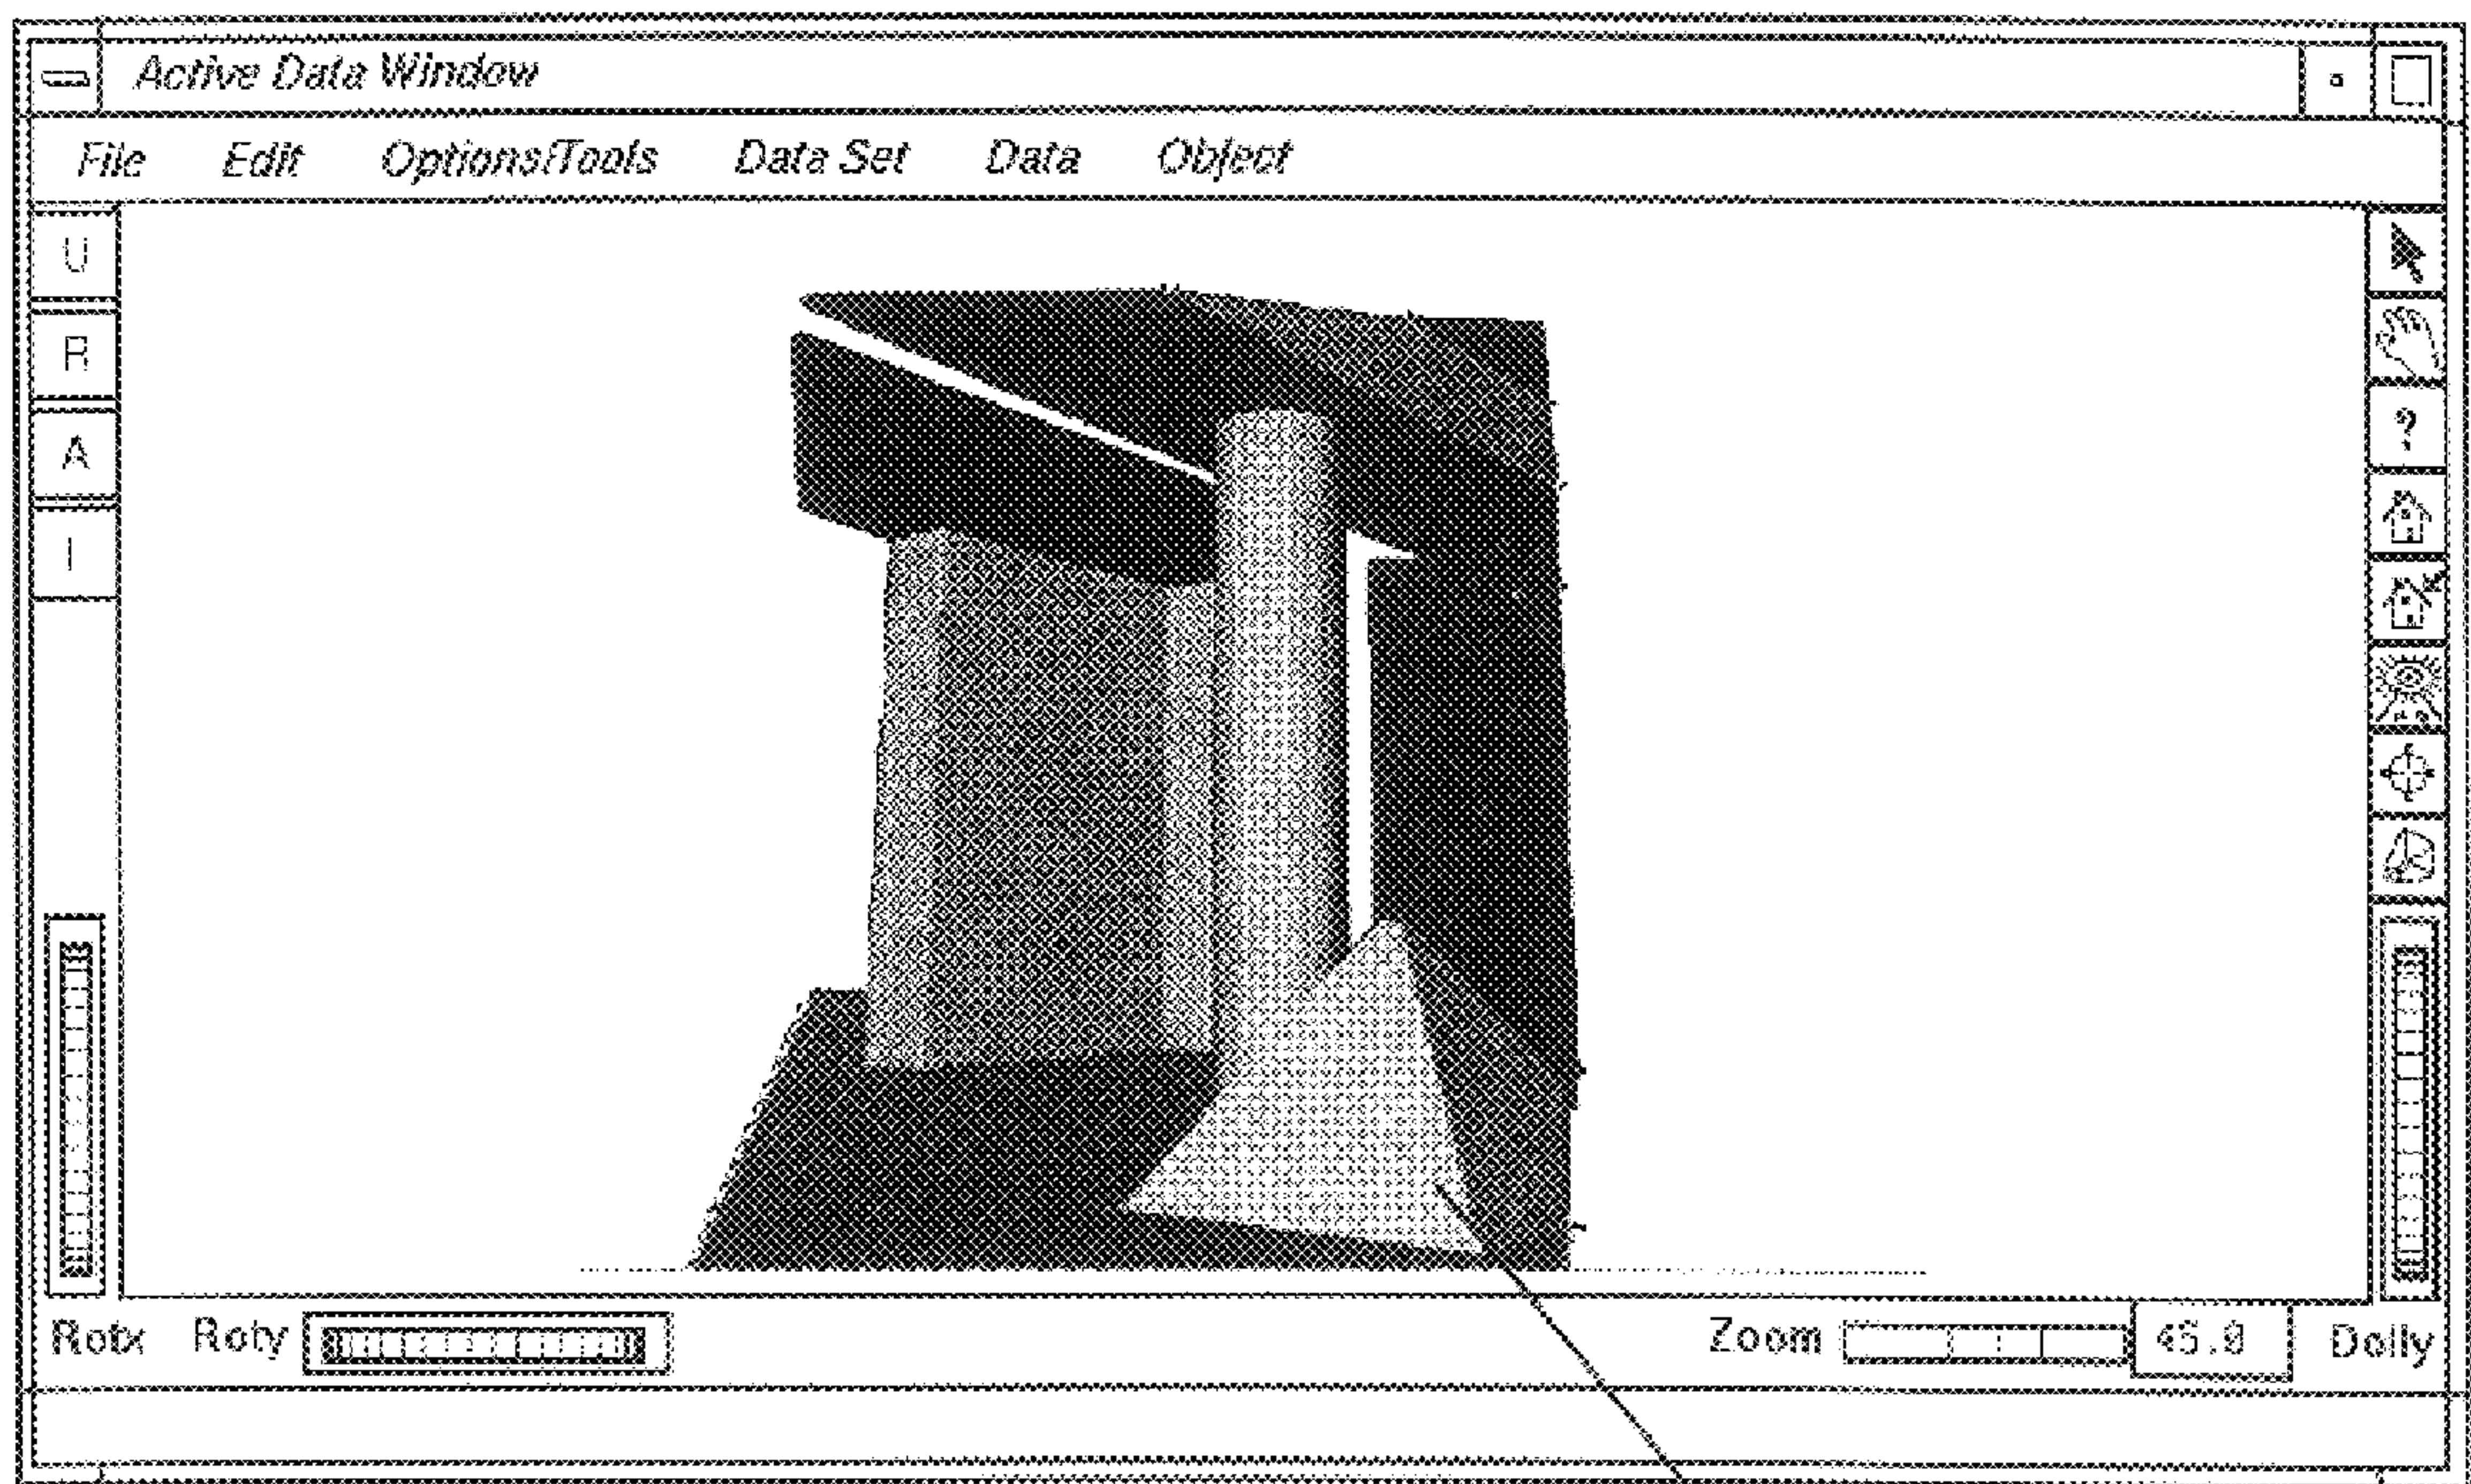 Active Data Window
File Edit Options/Tools Data Set Data Object
U
R
A
I
?
Rotx Roty Zoom 45.0 Dolly